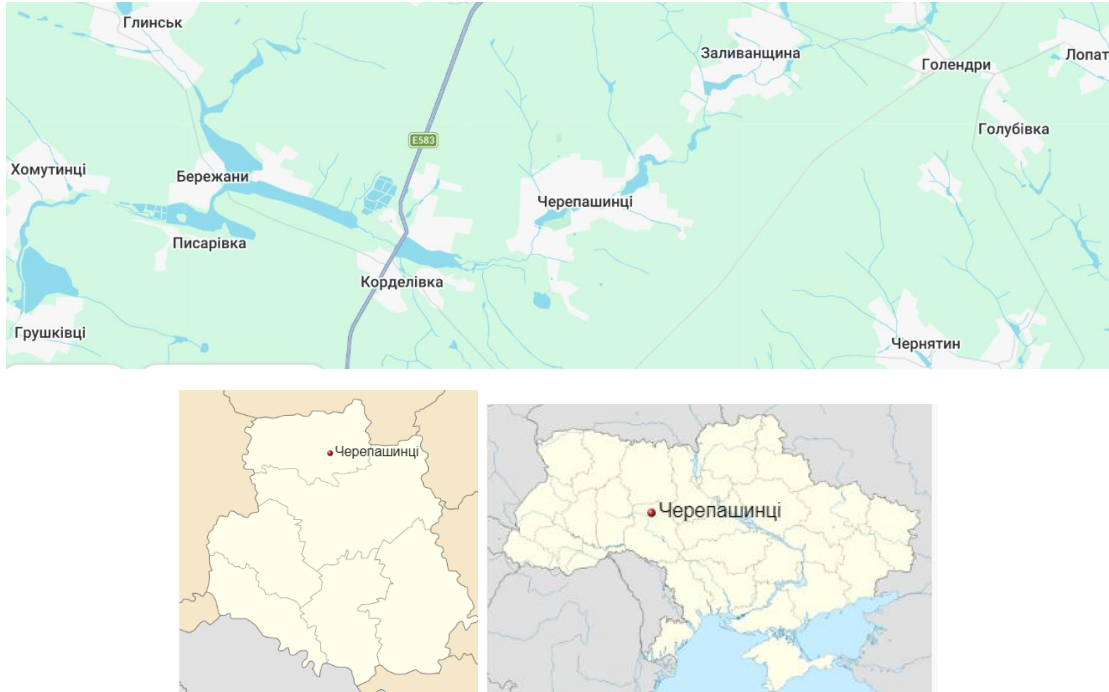 Глинськ
Заливанщина
Голендри
Лопат
E583
Голубівка
Хомутинці
Бережани
Черепашинці
Писарівка
Корделівка
Грушківці
Чернятин
Черепашинці
Черепашинці